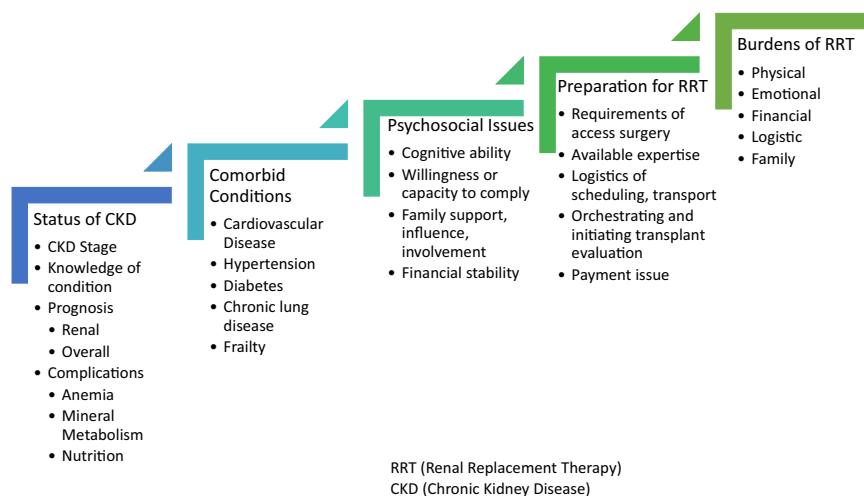 Status of CKD
• CKD Stage
• Knowledge of
condition
• Prognosis
• Renal
• Overall
• Complications
• Anemia
• Mineral
Metabolism
• Nutrition
Comorbid
Conditions
• Cardiovascular
Disease
• Hypertension
• Diabetes
• Chronic lung
disease
• Frailty
Psychosocial Issues
• Cognitive ability
• Willingness or
capacity to comply
• Family support,
influence,
involvement
• Financial stability
Preparation for RRT
• Requirements of
access surgery
• Available expertise
• Logistics of
scheduling, transport
• Orchestrating and
initiating transplant
evaluation
• Payment issue
Burdens of RRT
• Physical
• Emotional
• Financial
• Logistic
• Family
RRT (Renal Replacement Therapy)
CKD (Chronic Kidney Disease)